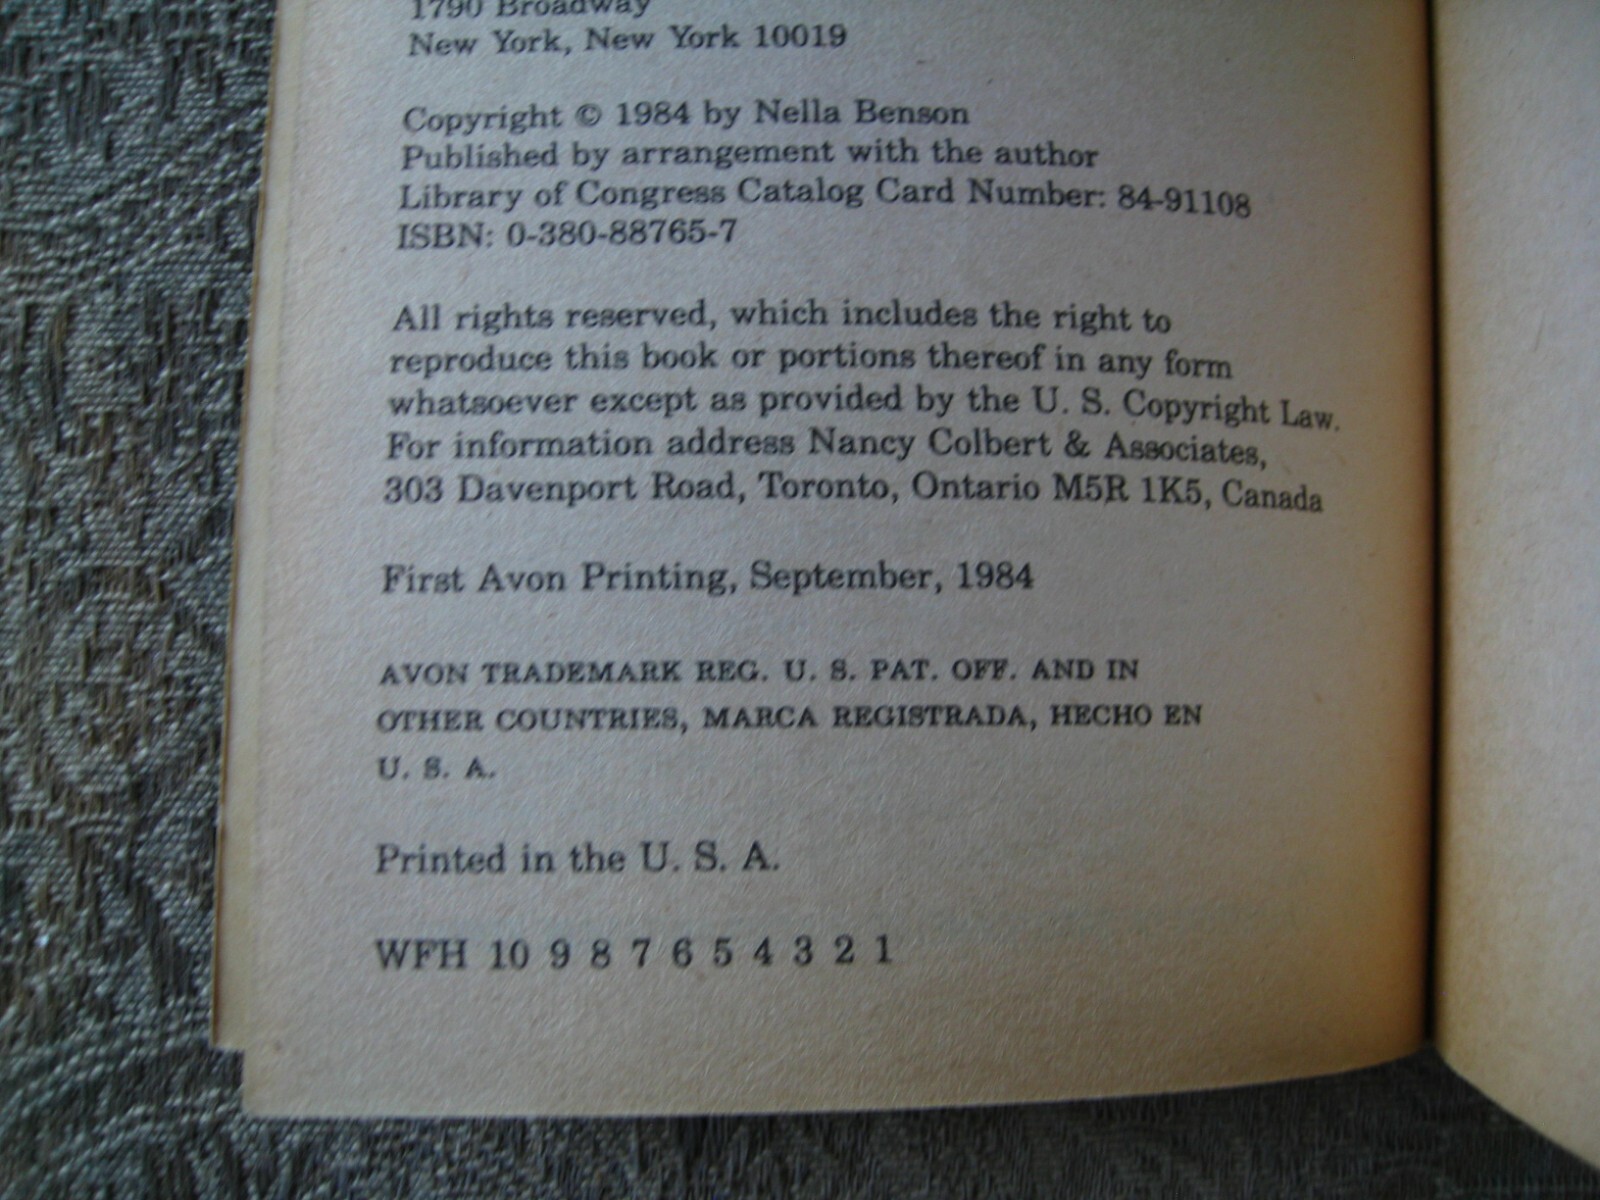 1790 Broadway
New York, New York 10019
Copyright © 1984 by Nella Benson
Published by arrangement with the author
Library of Congress Catalog Card Number: 84-91108
ISBN: 0-380-88765-7
All rights reserved, which includes the right to
reproduce this book or portions thereof in any form
whatsoever except as provided by the U. S. Copyright Law.
For information address Nancy Colbert & Associates,
303 Davenport Road, Toronto, Ontario M5R 1K5, Canada
First Avon Printing, September, 1984
AVON TRADEMARK REG. U. S. PAT. OFF. AND IN
OTHER COUNTRIES, MARCA REGISTRADA, HECHO EN
U. S. A.
Printed in the U. S. A.
WFH 10 9 8 7 6 5 4 3 2 1